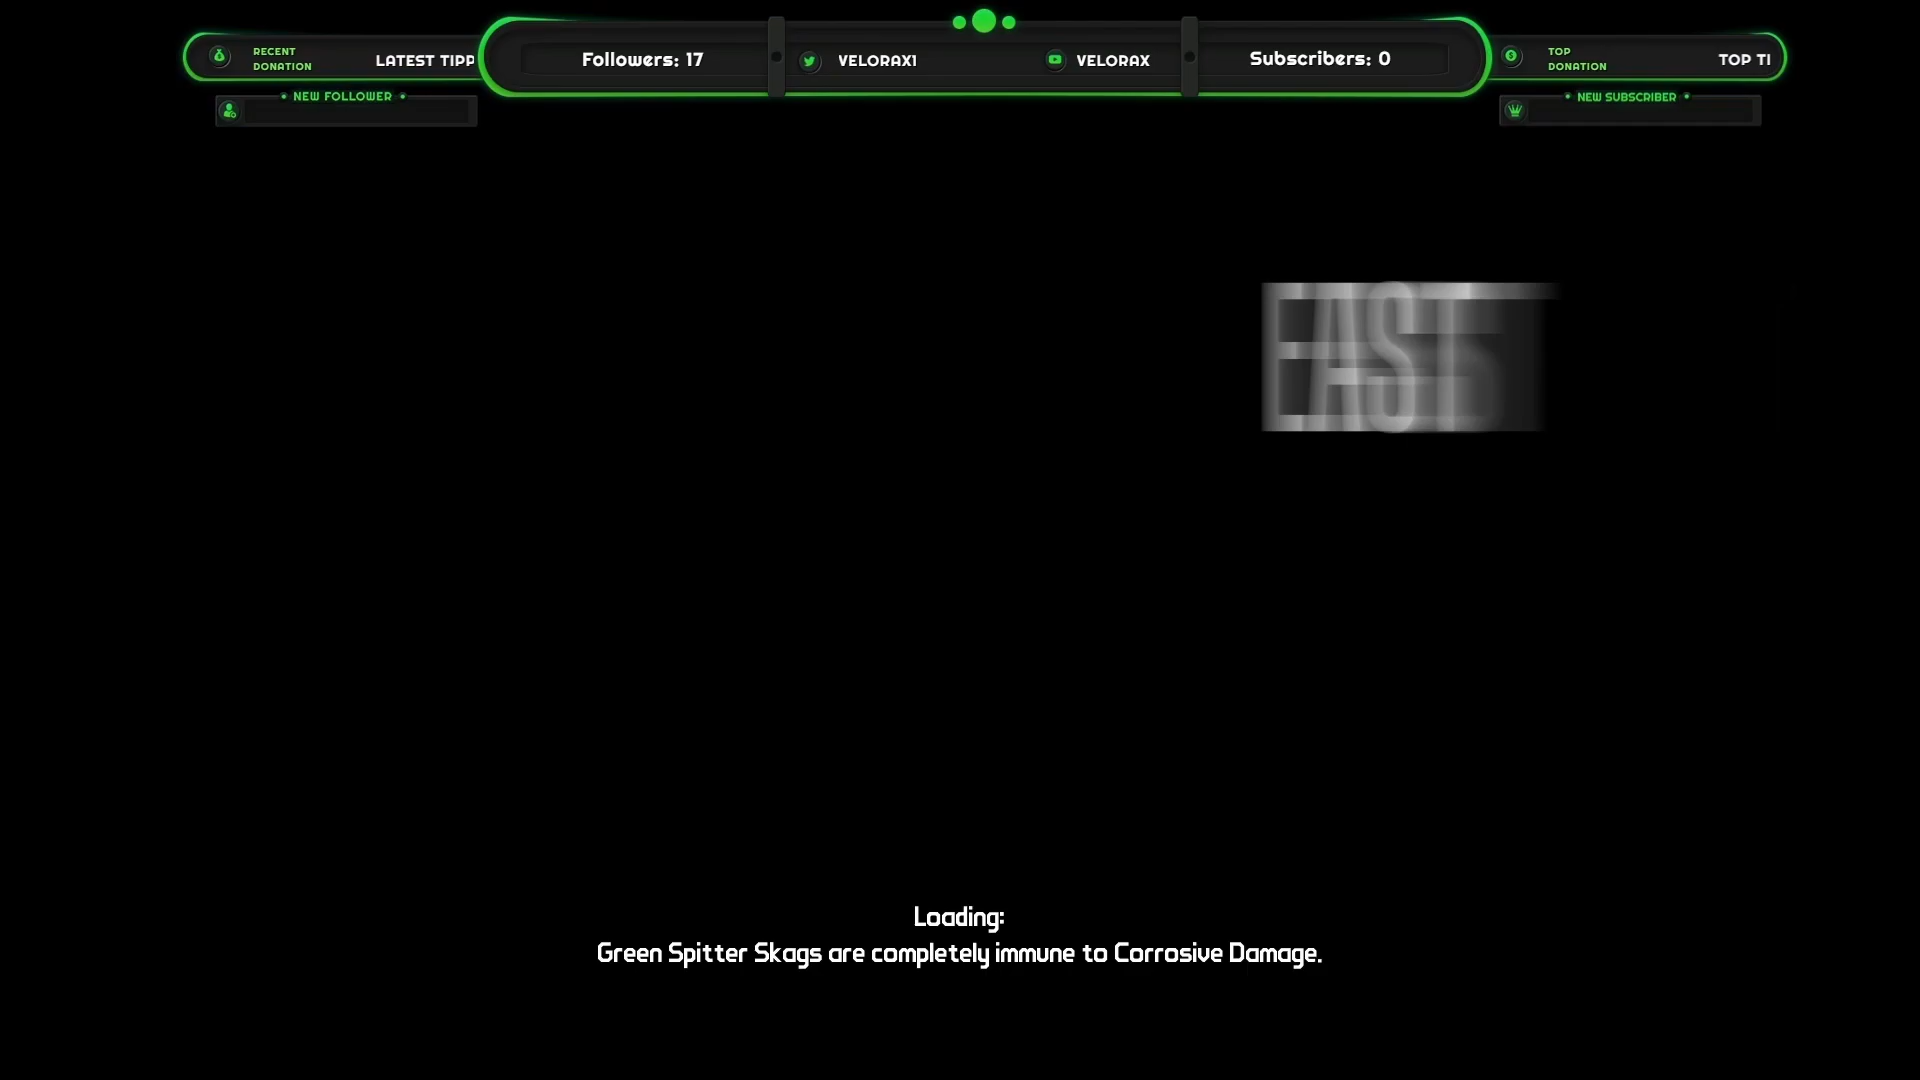 RECENT
DONATION
LATEST TIPP
Followers: 17
VELORAX1
VELORAX
Subscribers: 0
TOP
DONATION
TOP TI
NEW FOLLOWER
NEW SUBSCRIBER
Loading:
Green Spitter Skags are completely immune to Corrosive Damage.